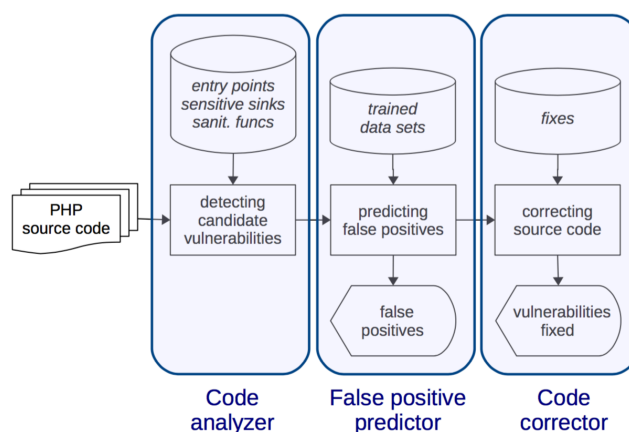 PHP
source code
entry points
sensitive sinks
sanit. funcs
detecting
candidate
vulnerabilities
Code
analyzer
trained
data sets
predicting
false positives
false
positives
False positive
predictor
fixes
correcting
source code
vulnerabilities
fixed
Code
corrector